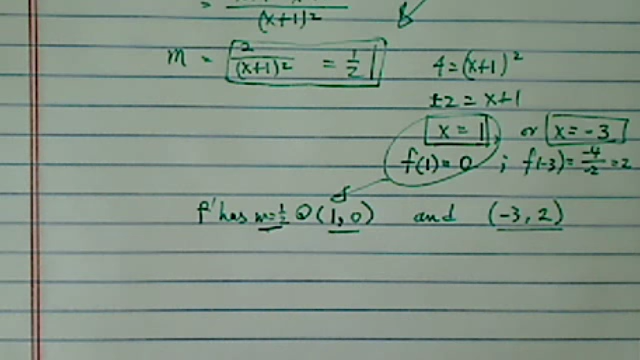 = (x+1)²
m = 2/(x+1)² = 1/2
4 = (x+1)²
±2 = x+1
x = 1 or x = -3
f(1) = 0 ; f(-3) = -4/-2 = 2
f' has m=1/2 @ (1, 0) and (-3, 2)